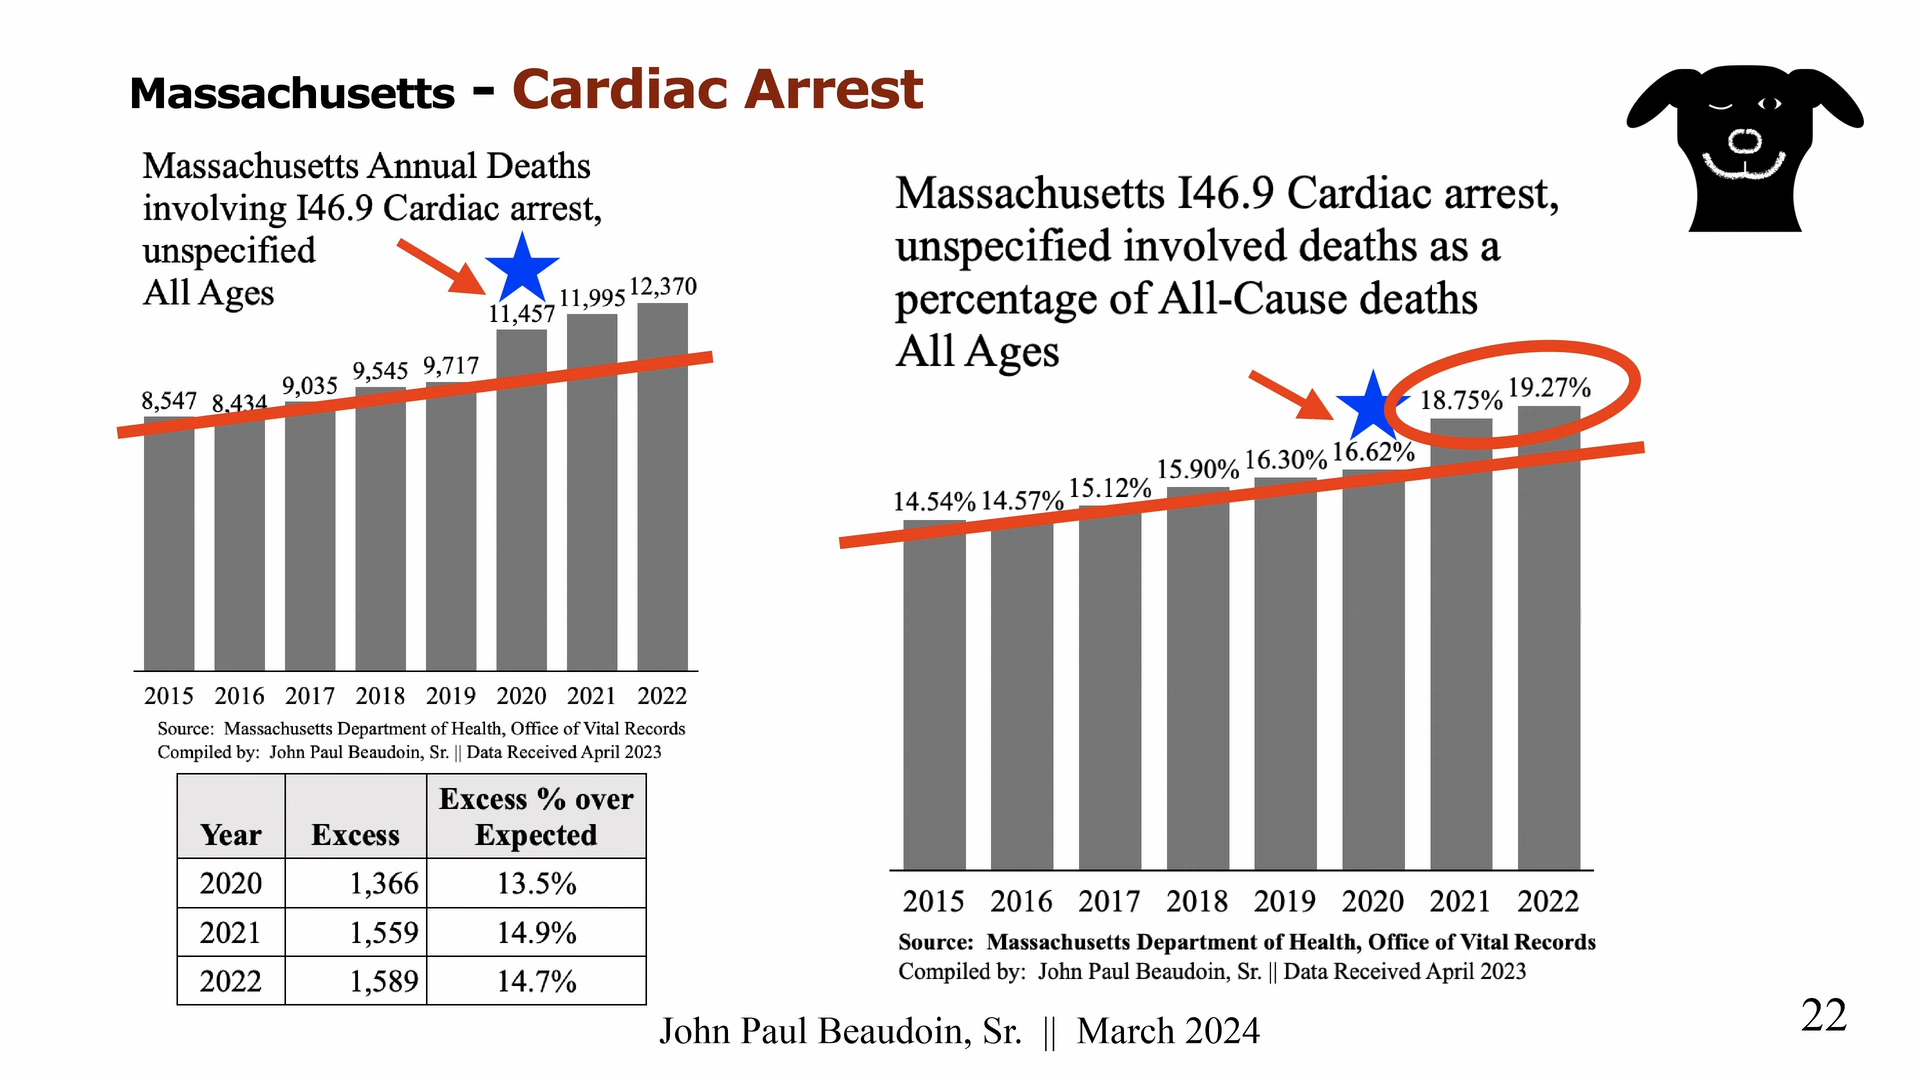 Massachusetts - Cardiac Arrest
Massachusetts Annual Deaths
involving I46.9 Cardiac arrest,
unspecified
All Ages
8,547
8,434
9,035
9,545
9,717
11,457
11,995
12,370
2015 2016 2017 2018 2019 2020 2021 2022
Source: Massachusetts Department of Health, Office of Vital Records
Compiled by: John Paul Beaudoin, Sr. || Data Received April 2023
Year Excess Excess % over Expected
2020 1,366 13.5%
2021 1,559 14.9%
2022 1,589 14.7%
Massachusetts I46.9 Cardiac arrest,
unspecified involved deaths as a
percentage of All-Cause deaths
All Ages
14.54%
14.57%
15.12%
15.90%
16.30%
16.62%
18.75%
19.27%
2015 2016 2017 2018 2019 2020 2021 2022
Source: Massachusetts Department of Health, Office of Vital Records
Compiled by: John Paul Beaudoin, Sr. || Data Received April 2023
John Paul Beaudoin, Sr. || March 2024
22